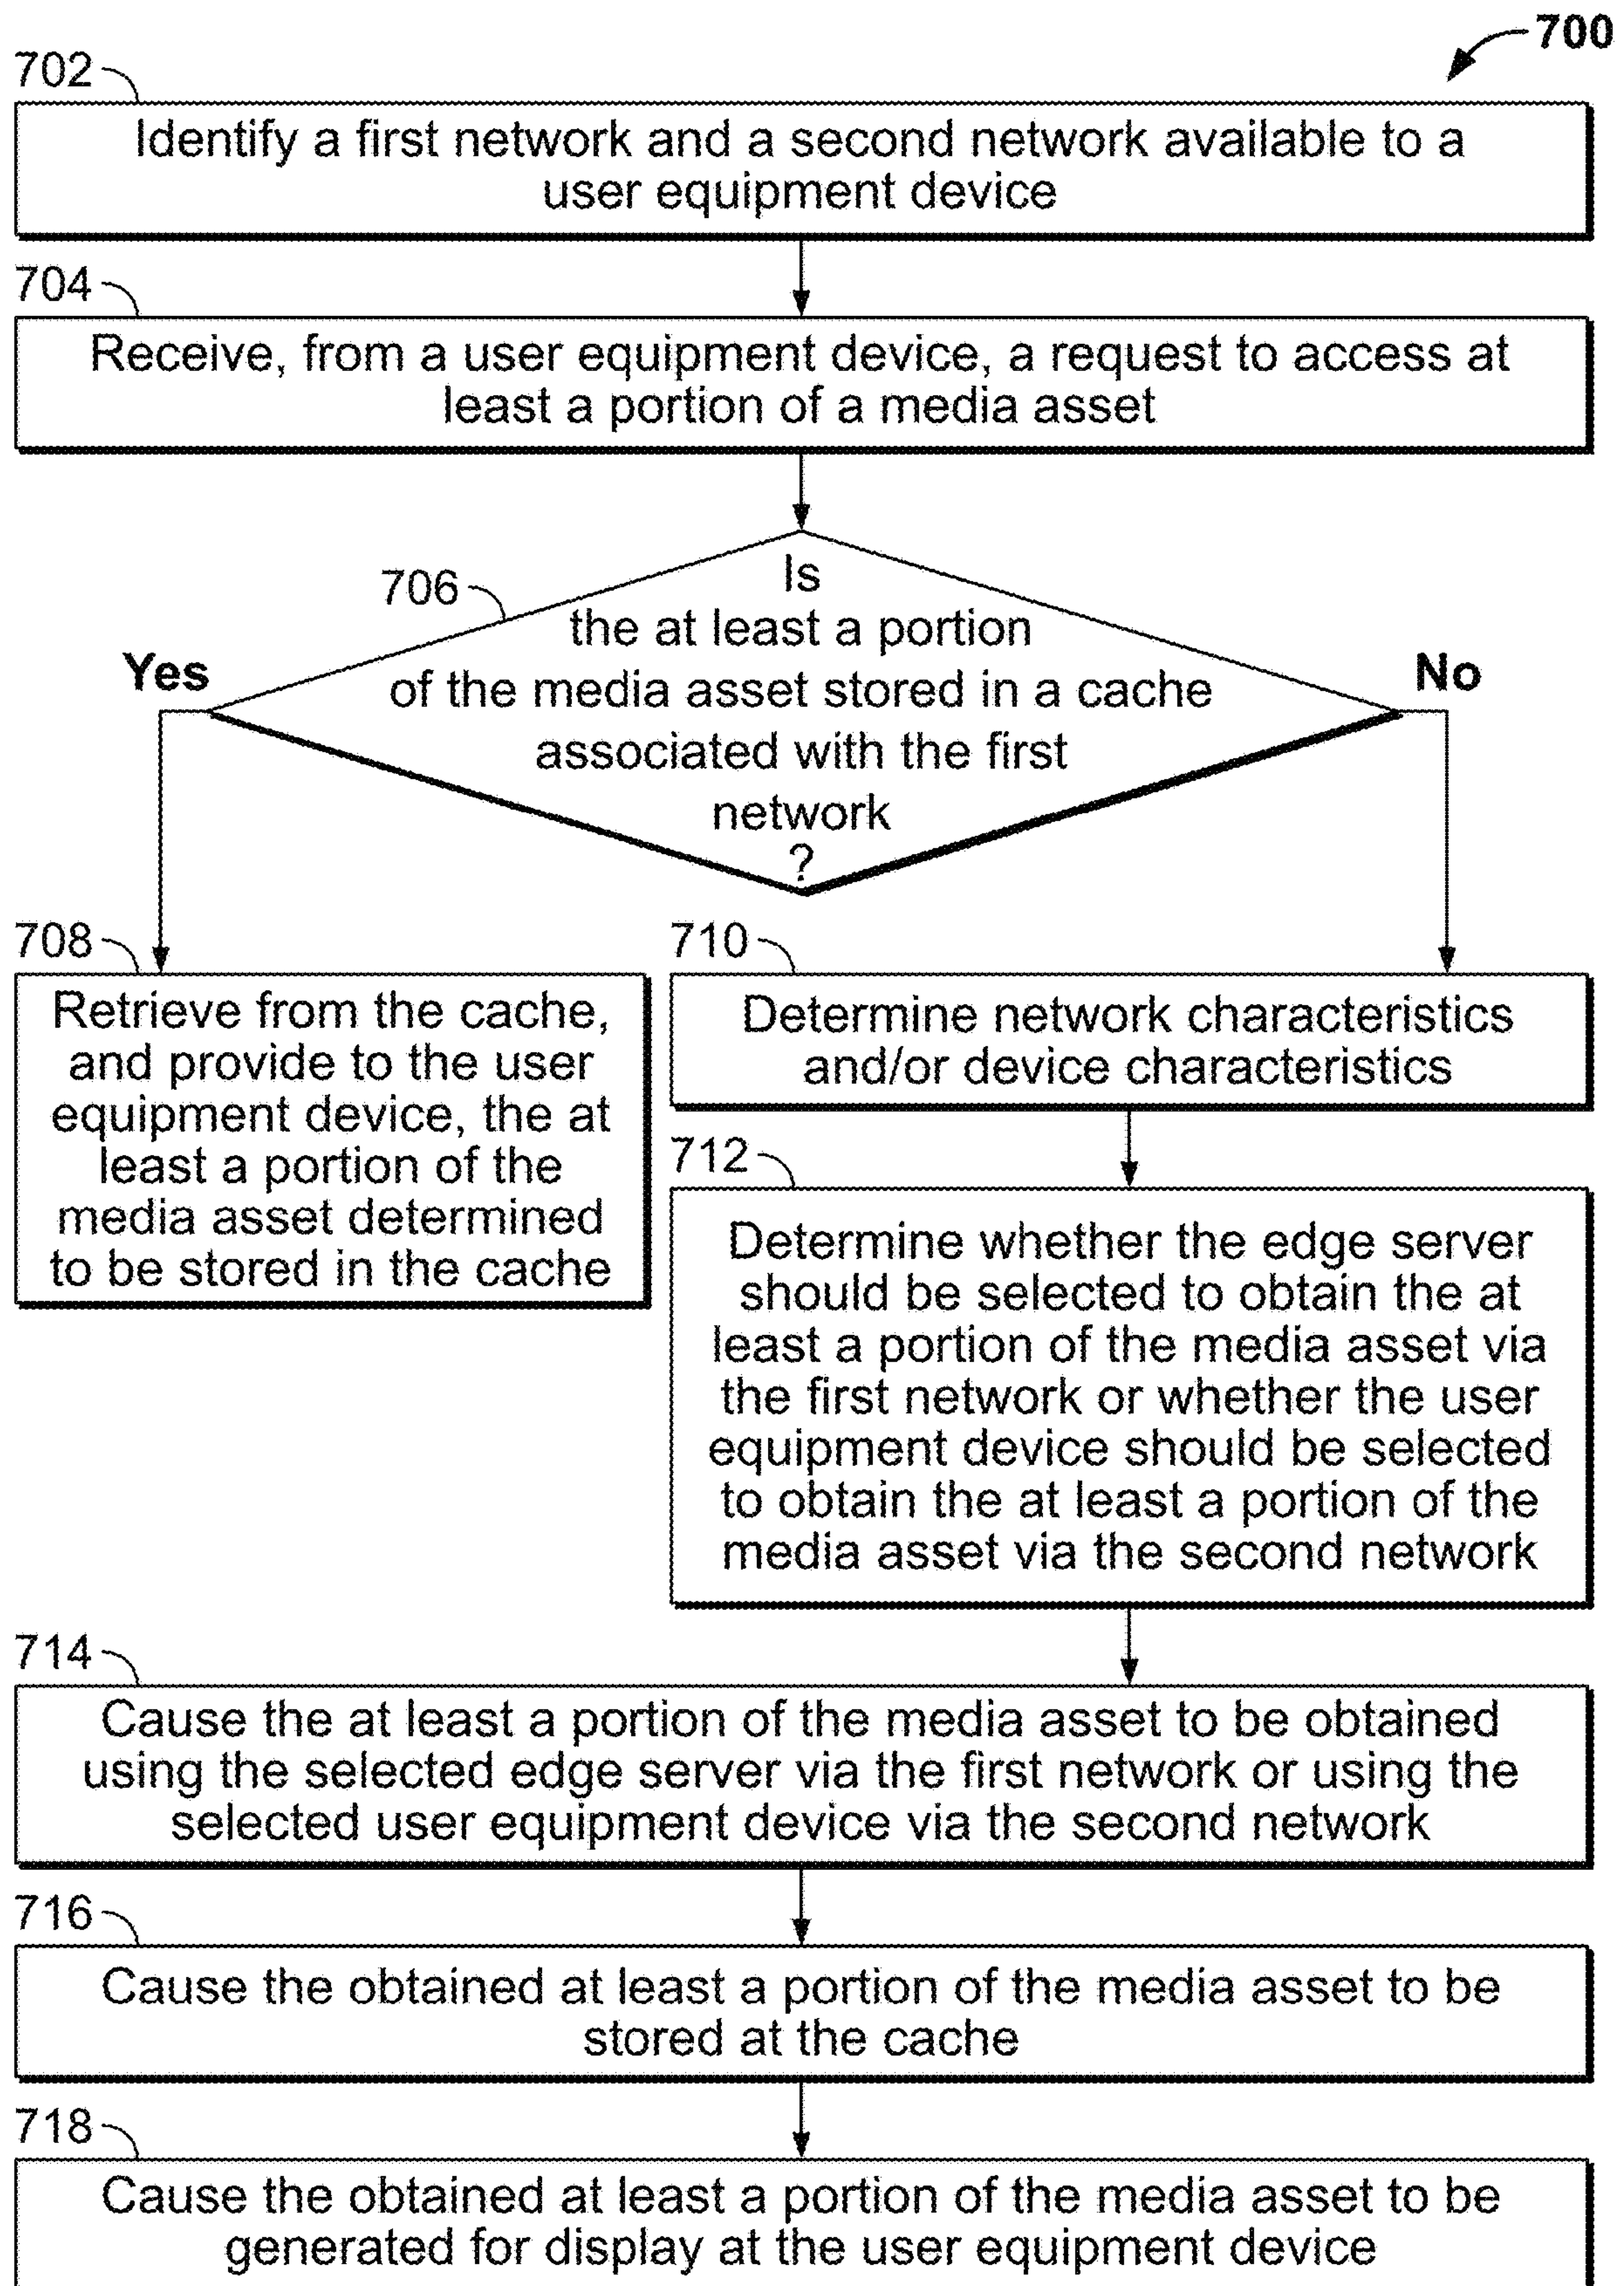 700
702
Identify a first network and a second network available to a
user equipment device
704
Receive, from a user equipment device, a request to access at
least a portion of a media asset
706
Is
the at least a portion
of the media asset stored in a cache
associated with the first
network
?
Yes
No
708
Retrieve from the cache,
and provide to the user
equipment device, the at
least a portion of the
media asset determined
to be stored in the cache
710
Determine network characteristics
and/or device characteristics
712
Determine whether the edge server
should be selected to obtain the at
least a portion of the media asset via
the first network or whether the user
equipment device should be selected
to obtain the at least a portion of the
media asset via the second network
714
Cause the at least a portion of the media asset to be obtained
using the selected edge server via the first network or using the
selected user equipment device via the second network
716
Cause the obtained at least a portion of the media asset to be
stored at the cache
718
Cause the obtained at least a portion of the media asset to be
generated for display at the user equipment device